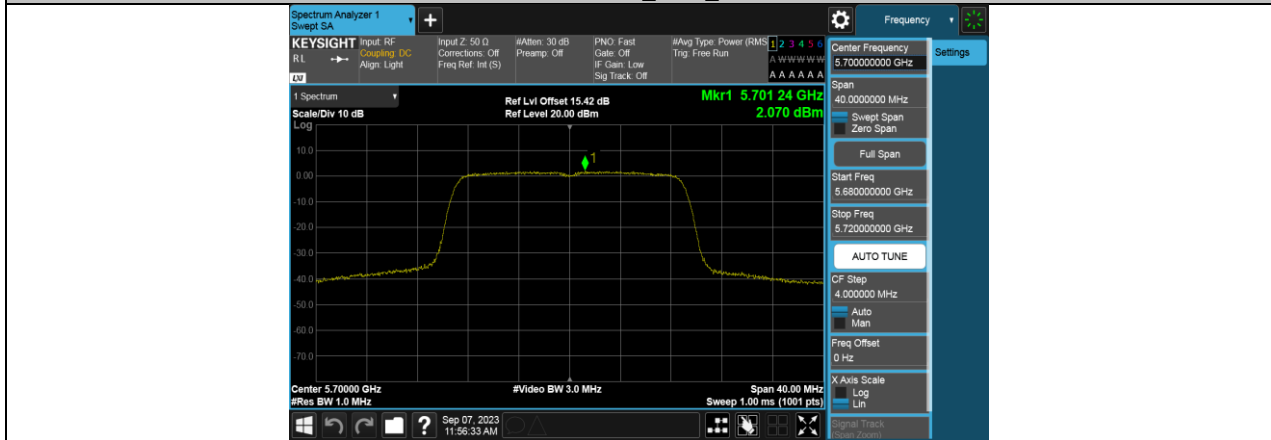 Spectrum Analyzer 1
Swept SA
+
Frequency
KEYSIGHT
Input: RF
Coupling: DC
Align: Light
Input Z: 50 Ω
Corrections: Off
Freq Ref: Int (S)
#Atten: 30 dB
Preamp: Off
PNO: Fast
Gate: Off
IF Gain: Low
Sig Track: Off
#Avg Type: Power (RMS
Trig: Free Run
1 2 3 4 5 6
A W W W W W
A A A A A A
R L
LXI
1 Spectrum
Scale/Div 10 dB
Log
Ref Lvl Offset 15.42 dB
Ref Level 20.00 dBm
Mkr1 5.701 24 GHz
2.070 dBm
1
10.0
0.00
-10.0
-20.0
-30.0
-40.0
-50.0
-60.0
-70.0
Center 5.70000 GHz
#Res BW 1.0 MHz
#Video BW 3.0 MHz
Span 40.00 MHz
Sweep 1.00 ms (1001 pts)
?
Sep 07, 2023
11:56:33 AM
Center Frequency
5.700000000 GHz
Span
40.0000000 MHz
Swept Span
Zero Span
Full Span
Start Freq
5.680000000 GHz
Stop Freq
5.720000000 GHz
AUTO TUNE
CF Step
4.000000 MHz
Auto
Man
Freq Offset
0 Hz
X Axis Scale
Log
Lin
Signal Track
(Span Zoom)
Settings